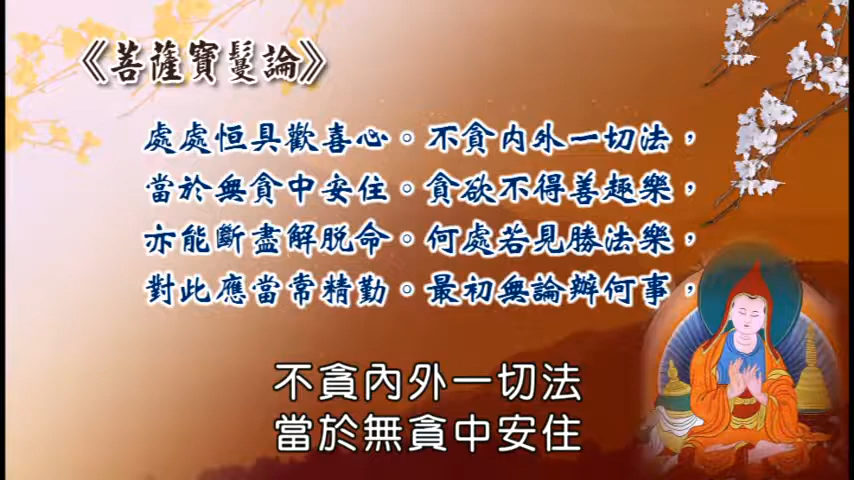 《菩薩寶鬘論》
處處恒具歡喜心。不貪內外一切法，
當於無貪中安住。貪欲不得善趣樂，
亦能斷盡解脫命。何處若見勝法樂，
對此應當常精勤。最初無論辦何事，
不貪內外一切法
當於無貪中安住